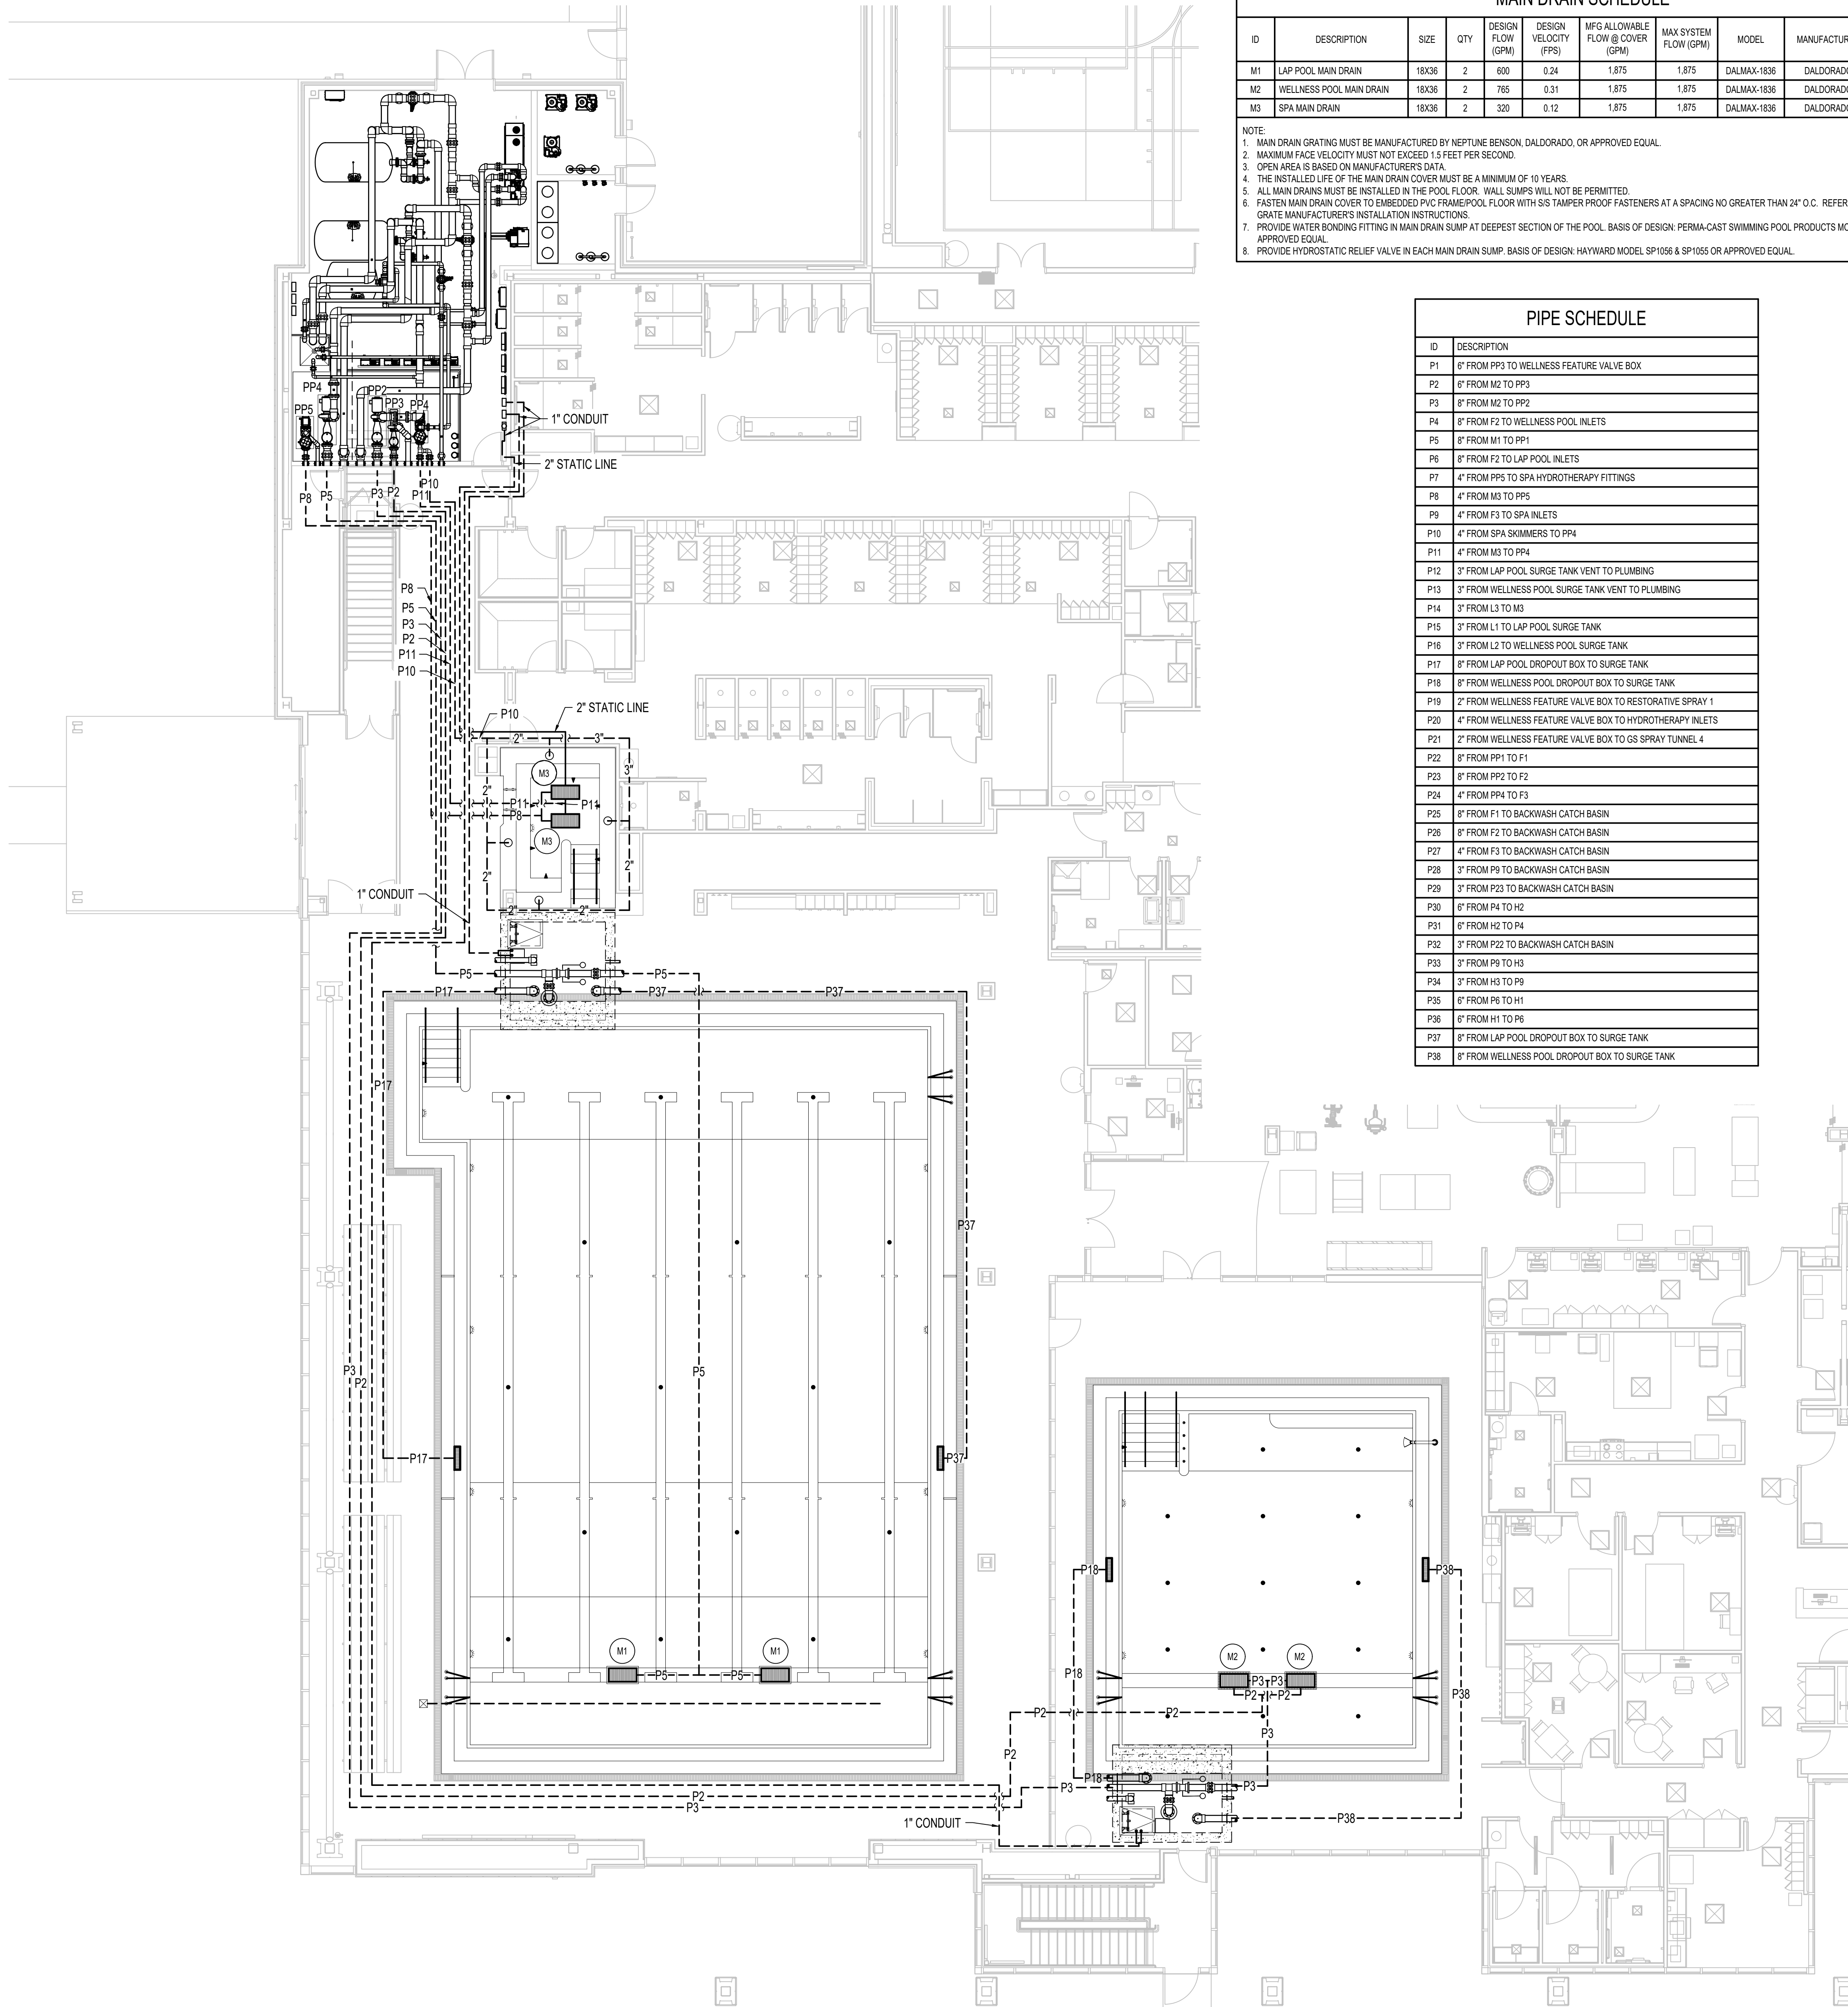 MAIN DRAIN SCHEDULE
ID DESCRIPTION SIZE QTY DESIGN FLOW (GPM) DESIGN VELOCITY (FPS) MFG ALLOWABLE FLOW @ COVER (GPM) MAX SYSTEM FLOW (GPM) MODEL
M1 LAP POOL MAIN DRAIN 18X36 2 600 0.24 1,875 1,875 DALMAX-1836 DALDORADO
M2 WELLNESS POOL MAIN DRAIN 18X36 2 765 0.31 1,875 1,875 DALMAX-1836 DALDORADO
M3 SPA MAIN DRAIN 18X36 2 320 0.12 1,875 1,875 DALMAX-1836 DALDORADO
NOTE:
1. MAIN DRAIN GRATING MUST BE MANUFACTURED BY NEPTUNE BENSON, DALDORADO, OR APPROVED EQUAL.
2. MAXIMUM FACE VELOCITY MUST NOT EXCEED 1.5 FEET PER SECOND.
3. OPEN AREA IS BASED ON MANUFACTURER'S DATA.
4. THE INSTALLED LIFE OF THE MAIN DRAIN COVER MUST BE A MINIMUM OF 10 YEARS.
5. ALL MAIN DRAINS MUST BE INSTALLED IN THE POOL FLOOR. WALL SUMPS WILL NOT BE PERMITTED.
6. FASTEN MAIN DRAIN COVER TO EMBEDDED PVC FRAME/POOL FLOOR WITH S/S TAMPER PROOF FASTENERS AT A SPACING NO GREATER THAN 24" O.C. REFER
GRATE MANUFACTURER'S INSTALLATION INSTRUCTIONS.
7. PROVIDE WATER BONDING FITTING IN MAIN DRAIN SUMP AT DEEPEST SECTION OF THE POOL. BASIS OF DESIGN: PERMA-CAST SWIMMING POOL PRODUCTS
APPROVED EQUAL.
8. PROVIDE HYDROSTATIC RELIEF VALVE IN EACH MAIN DRAIN SUMP. BASIS OF DESIGN: HAYWARD MODEL SP1056 & SP1055 OR APPROVED EQUAL.
PIPE SCHEDULE
ID DESCRIPTION
P1 6" FROM PP3 TO WELLNESS FEATURE VALVE BOX
P2 6" FROM M2 TO PP3
P3 8" FROM M2 TO PP2
P4 8" FROM F2 TO WELLNESS POOL INLETS
P5 8" FROM M1 TO PP1
P6 8" FROM F2 TO LAP POOL INLETS
P7 4" FROM PP5 TO SPA HYDROTHERAPY FITTINGS
P8 4" FROM M3 TO PP5
P9 4" FROM F3 TO SPA INLETS
P10 4" FROM SPA SKIMMERS TO PP4
P11 4" FROM M3 TO PP4
P12 3" FROM LAP POOL SURGE TANK VENT TO PLUMBING
P13 3" FROM WELLNESS POOL SURGE TANK VENT TO PLUMBING
P14 3" FROM L3 TO M3
P15 3" FROM L1 TO LAP POOL SURGE TANK
P16 3" FROM L2 TO WELLNESS POOL SURGE TANK
P17 8" FROM LAP POOL DROPOUT BOX TO SURGE TANK
P18 8" FROM WELLNESS POOL DROPOUT BOX TO SURGE TANK
P19 2" FROM WELLNESS FEATURE VALVE BOX TO RESTORATIVE SPRAY 1
P20 4" FROM WELLNESS FEATURE VALVE BOX TO HYDROTHERAPY INLETS
P21 2" FROM WELLNESS FEATURE VALVE BOX TO GS SPRAY TUNNEL 4
P22 8" FROM PP1 TO F1
P23 8" FROM PP2 TO F2
P24 4" FROM PP4 TO F3
P25 8" FROM F1 TO BACKWASH CATCH BASIN
P26 8" FROM F2 TO BACKWASH CATCH BASIN
P27 4" FROM F3 TO BACKWASH CATCH BASIN
P28 3" FROM P9 TO BACKWASH CATCH BASIN
P29 3" FROM P23 TO BACKWASH CATCH BASIN
P30 6" FROM P4 TO H2
P31 6" FROM H2 TO P4
P32 3" FROM P22 TO BACKWASH CATCH BASIN
P33 3" FROM P9 TO H3
P34 3" FROM H3 TO P9
P35 6" FROM P6 TO H1
P36 6" FROM H1 TO P6
P37 8" FROM LAP POOL DROPOUT BOX TO SURGE TANK
P38 8" FROM WELLNESS POOL DROPOUT BOX TO SURGE TANK
PP4 PP2
PP5 PP3 PP4
1" CONDUIT
2" STATIC LINE
P8 P5 P3 P2 P11 P10
P8
P5
P3
P2
P11
P10
P10 2" STATIC LINE
2" 3"
M3 3"
2"
P11 P11
P8
M3
2" 2"
2" 2"
1" CONDUIT
P5 P5
P17 P37 P37
P17
P37
P5
P3
P2
P17 P37
P18 P38
M1 M1
P5 P5
M2 M2
P3 P3
P2 P2
P18
P38
P2 P2
P3
P2
P18
P3 P3
P2
P3
P38
1" CONDUIT